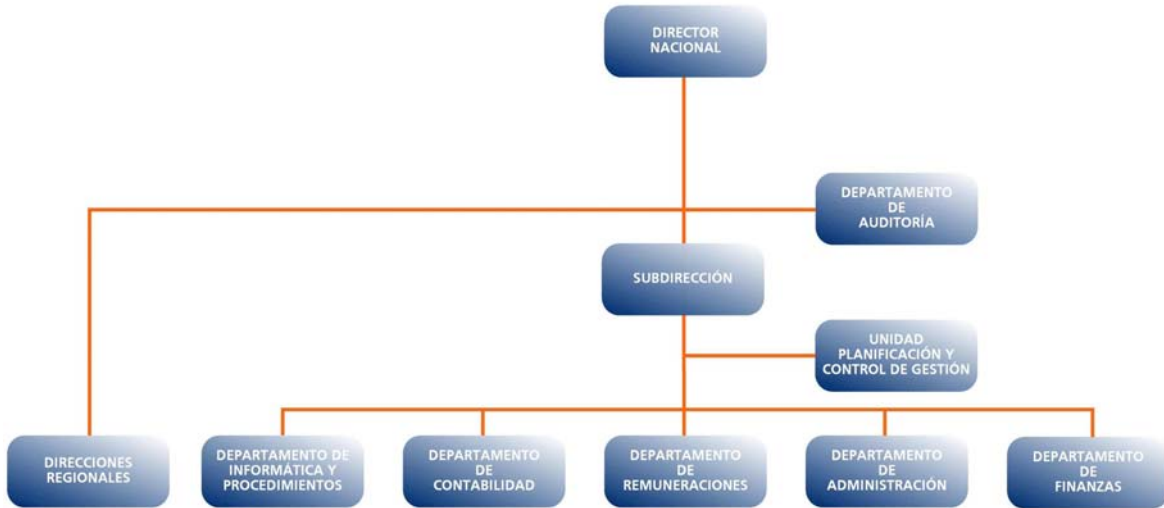 DIRECTOR
NACIONAL
DEPARTAMENTO
DE
AUDITORÍA
SUBDIRECCIÓN
UNIDAD
PLANIFICACIÓN Y
CONTROL DE GESTIÓN
DIRECCIONES
REGIONALES
DEPARTAMENTO DE
INFORMÁTICA Y
PROCEDIMIENTOS
DEPARTAMENTO
DE
CONTABILIDAD
DEPARTAMENTO
DE
REMUNERACIONES
DEPARTAMENTO
DE
ADMINISTRACIÓN
DEPARTAMENTO
DE
FINANZAS